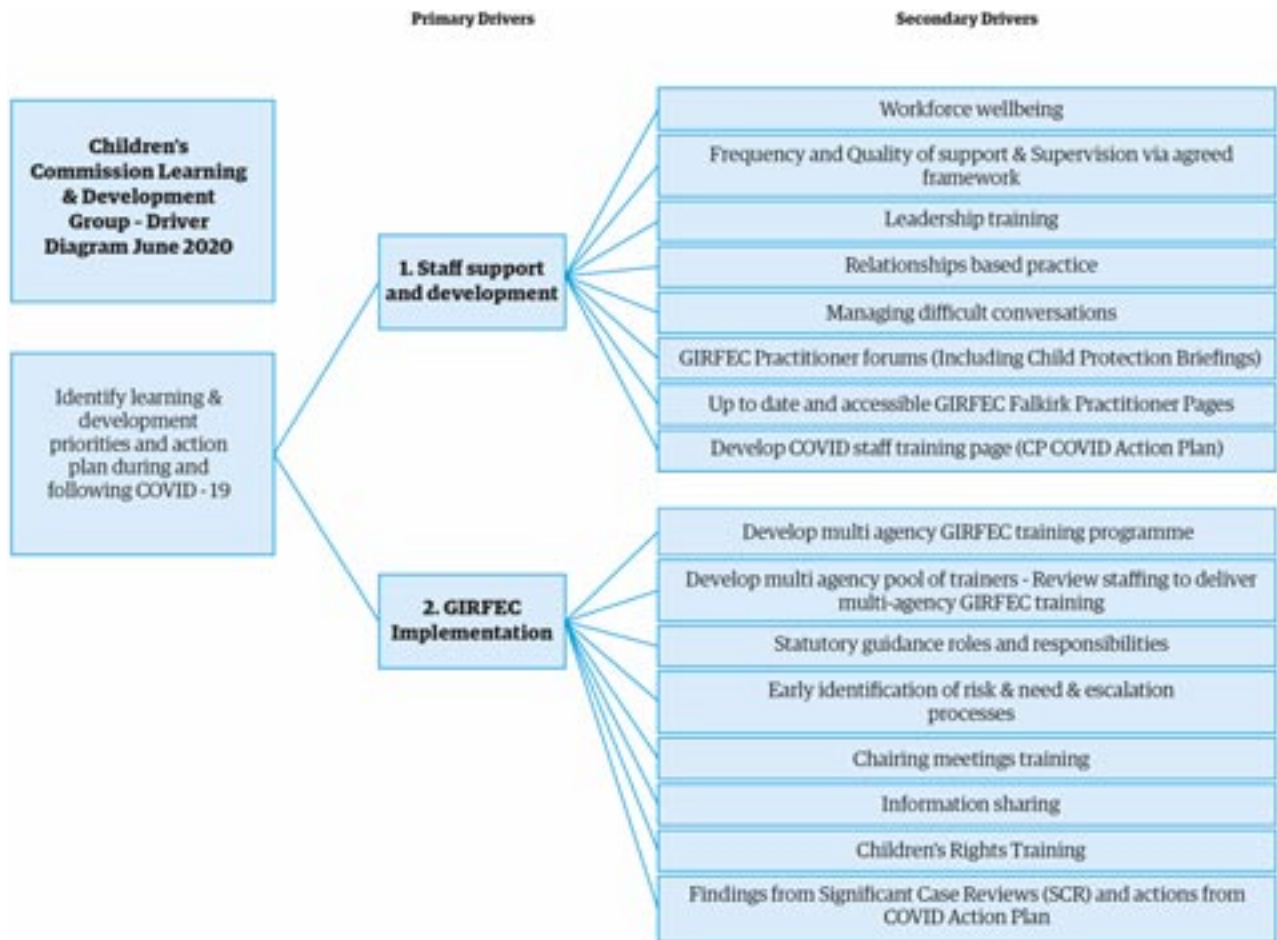 Primary Drivers
Secondary Drivers
Children's
Commission Learning
& Development
Group - Driver
Diagram June 2020
Identify learning &
development
priorities and action
plan during and
following COVID - 19
1. Staff support
and development
Workforce wellbeing
Frequency and Quality of support & Supervision via agreed
framework
Leadership training
Relationships based practice
Managing difficult conversations
GIRFEC Practitioner forums (Including Child Protection Briefings)
Up to date and accessible GIRFEC Falkirk Practitioner Pages
Develop COVID staff training page (CP COVID Action Plan)
2. GIRFEC
Implementation
Develop multi agency GIRFEC training programme
Develop multi agency pool of trainers - Review staffing to deliver
multi-agency GIRFEC training
Statutory guidance roles and responsibilities
Early identification of risk & need & escalation
processes
Chairing meetings training
Information sharing
Children's Rights Training
Findings from Significant Case Reviews (SCR) and actions from
COVID Action Plan